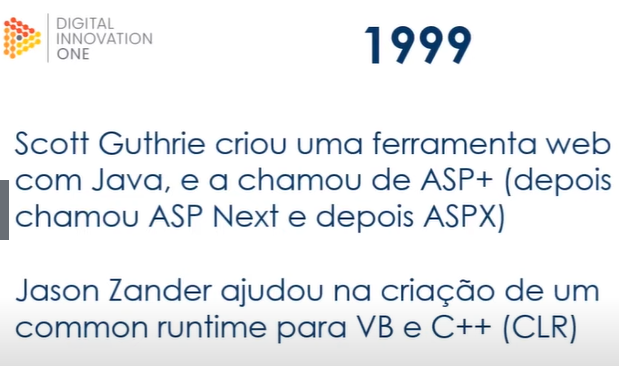 DIGITAL
INNOVATION
ONE
1999
Scott Guthrie criou uma ferramenta web
com Java, e a chamou de ASP+ (depois
chamou ASP Next e depois ASPX)
Jason Zander ajudou na criação de um
common runtime para VB e C++ (CLR)